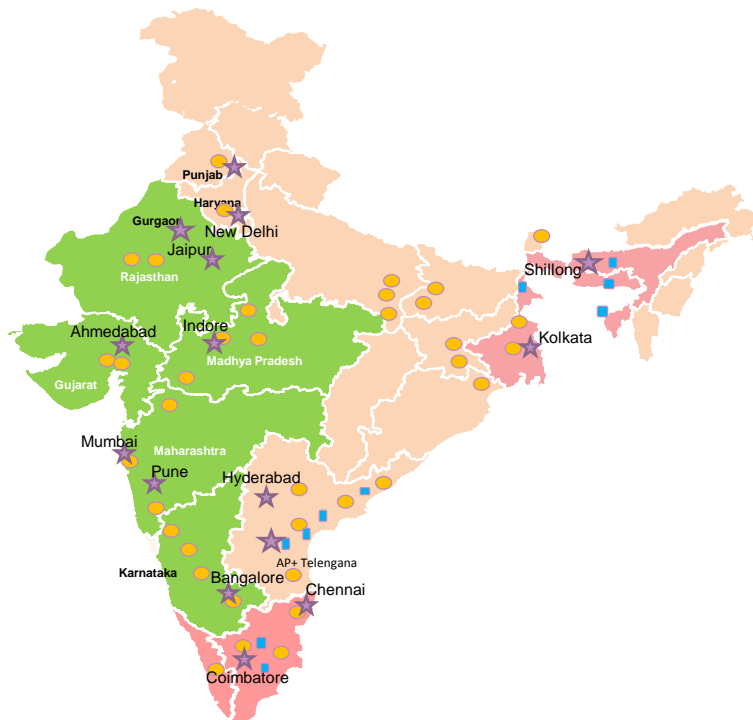 Punjab
Haryana
Gurgaon
New Delhi
Jaipur
Rajasthan
Shillong
Ahmedabad
Indore
Kolkata
Madhya Pradesh
Gujarat
Mumbai
Maharashtra
Pune
Hyderabad
AP+ Telengana
Karnataka
Bangalore
Chennai
Coimbatore